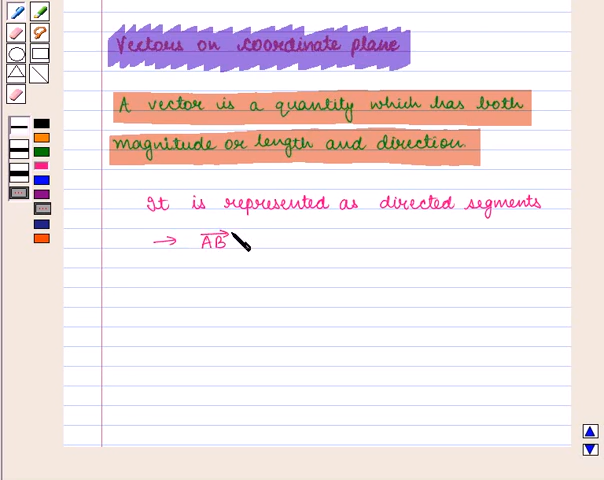 Vectors on coordinate plane
A vector is a quantity which has both
magnitude or length and direction.
It is represented as directed segments
→ \overrightarrow{AB}